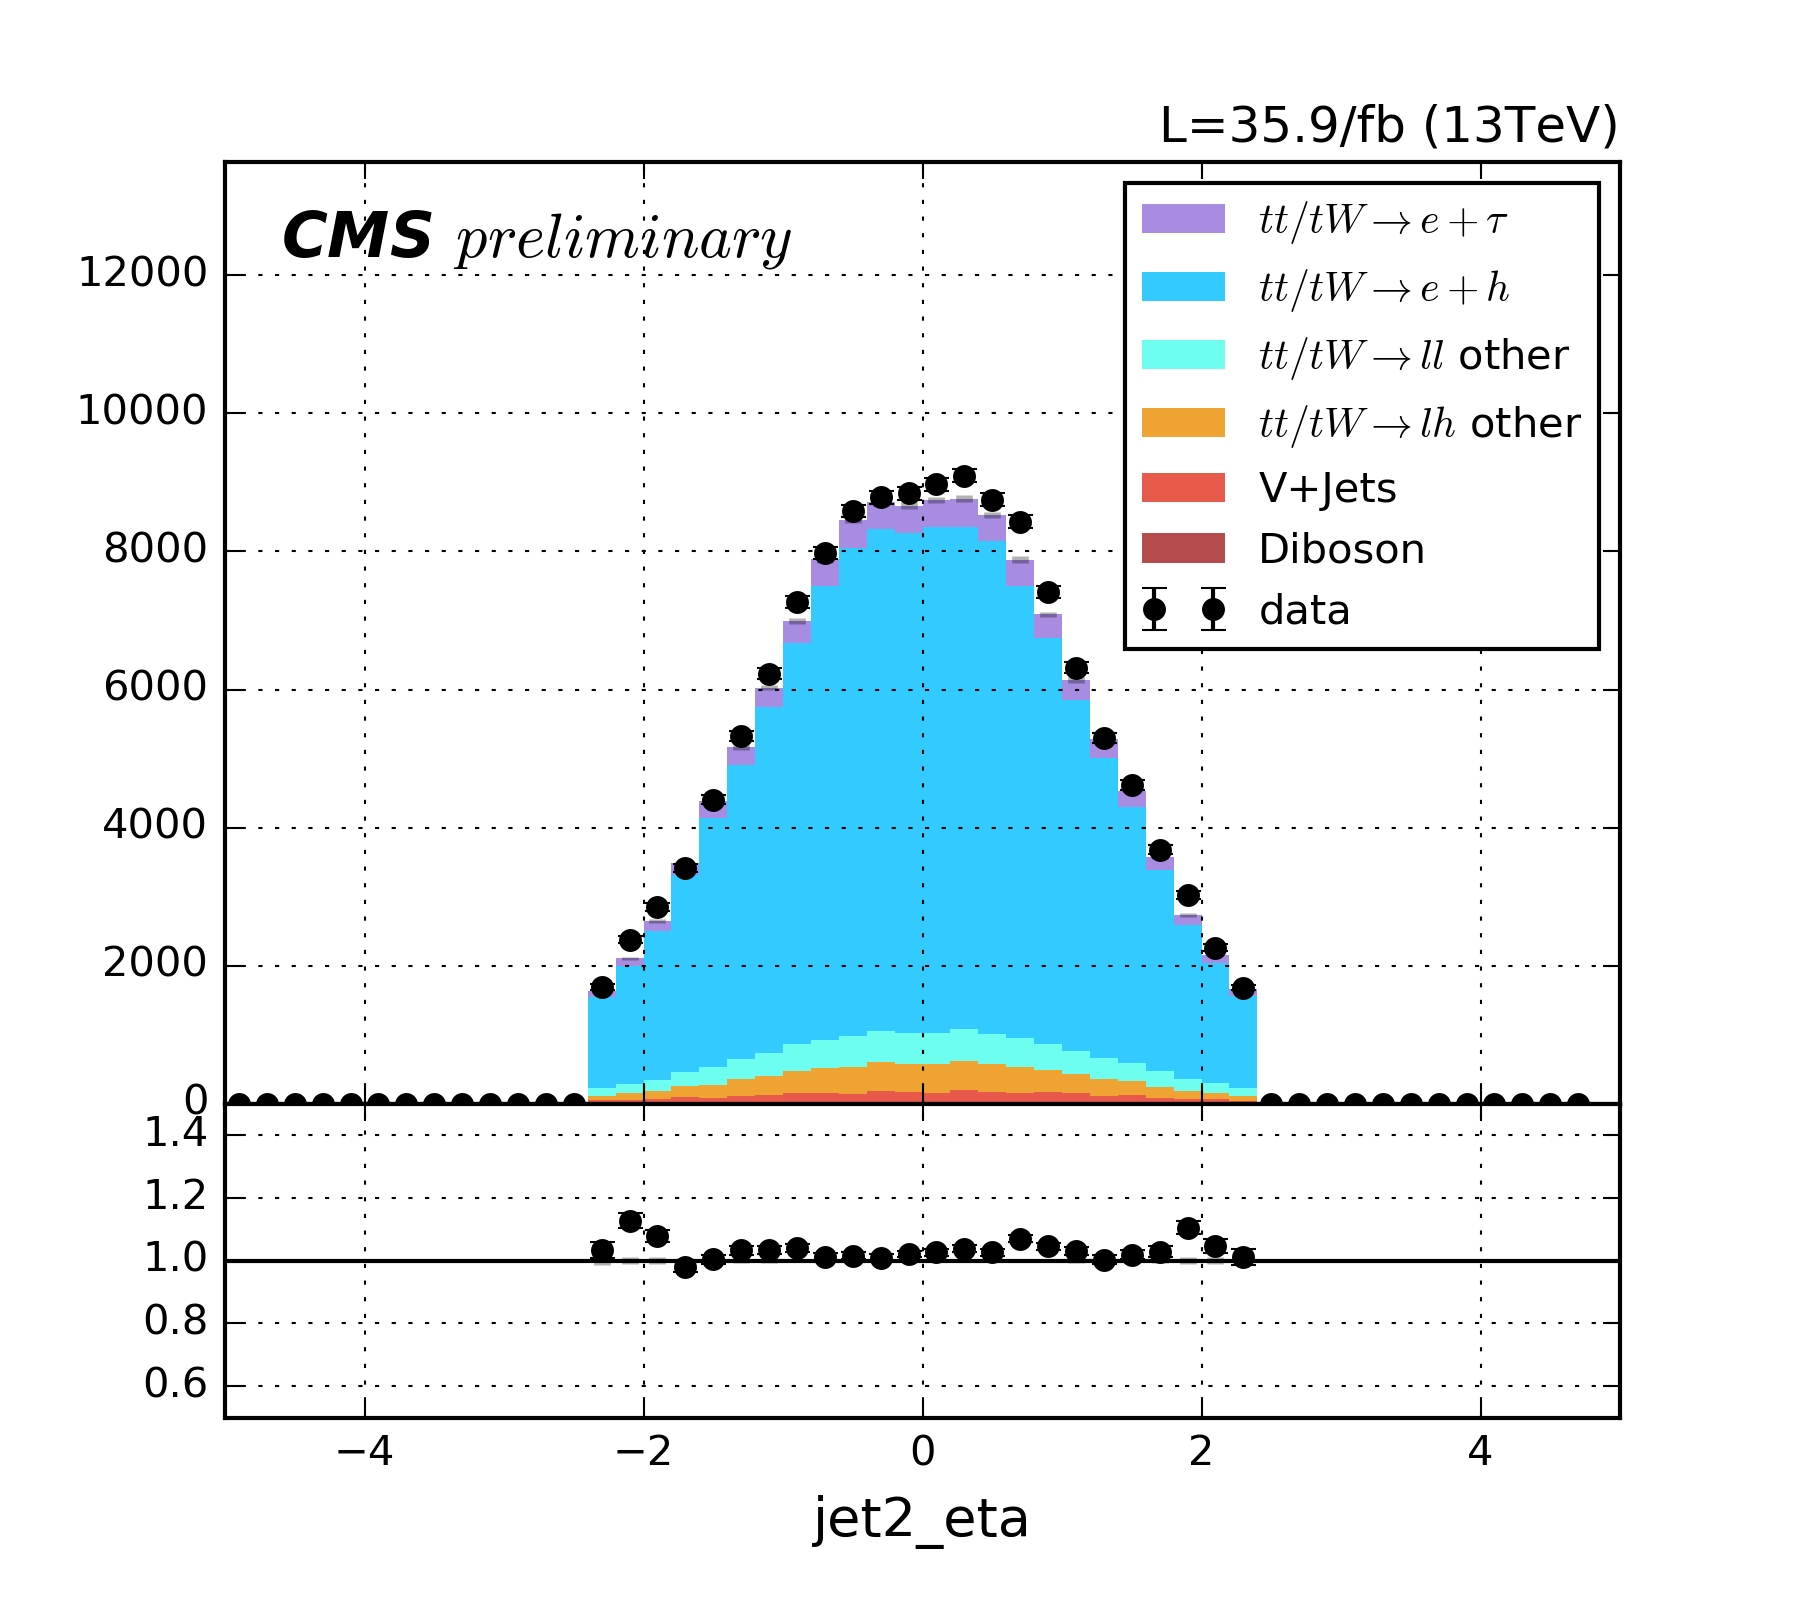 L=35.9/fb (13TeV)
CMS preliminary
tt/tW→e+τ
tt/tW→e+h
tt/tW→ll other
tt/tW→lh other
V+Jets
Diboson
data
12000
10000
8000
6000
4000
2000
0
1.4
1.2
1.0
0.8
0.6
−4 −2 0 2 4
jet2_eta